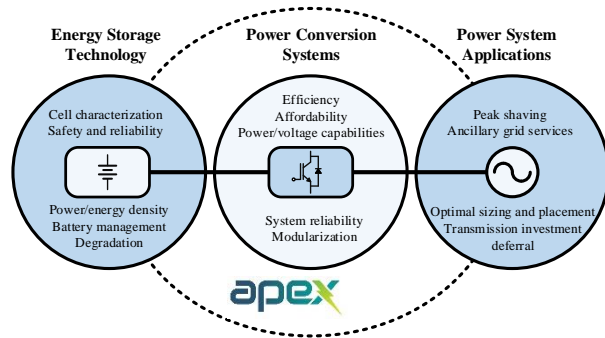 Energy Storage
Technology
Power Conversion
Systems
Power System
Applications
Cell characterization
Safety and reliability
Power/energy density
Battery management
Degradation
Efficiency
Affordability
Power/voltage capabilities
System reliability
Modularization
Peak shaving
Ancillary grid services
Optimal sizing and placement
Transmission investment
deferral
apex